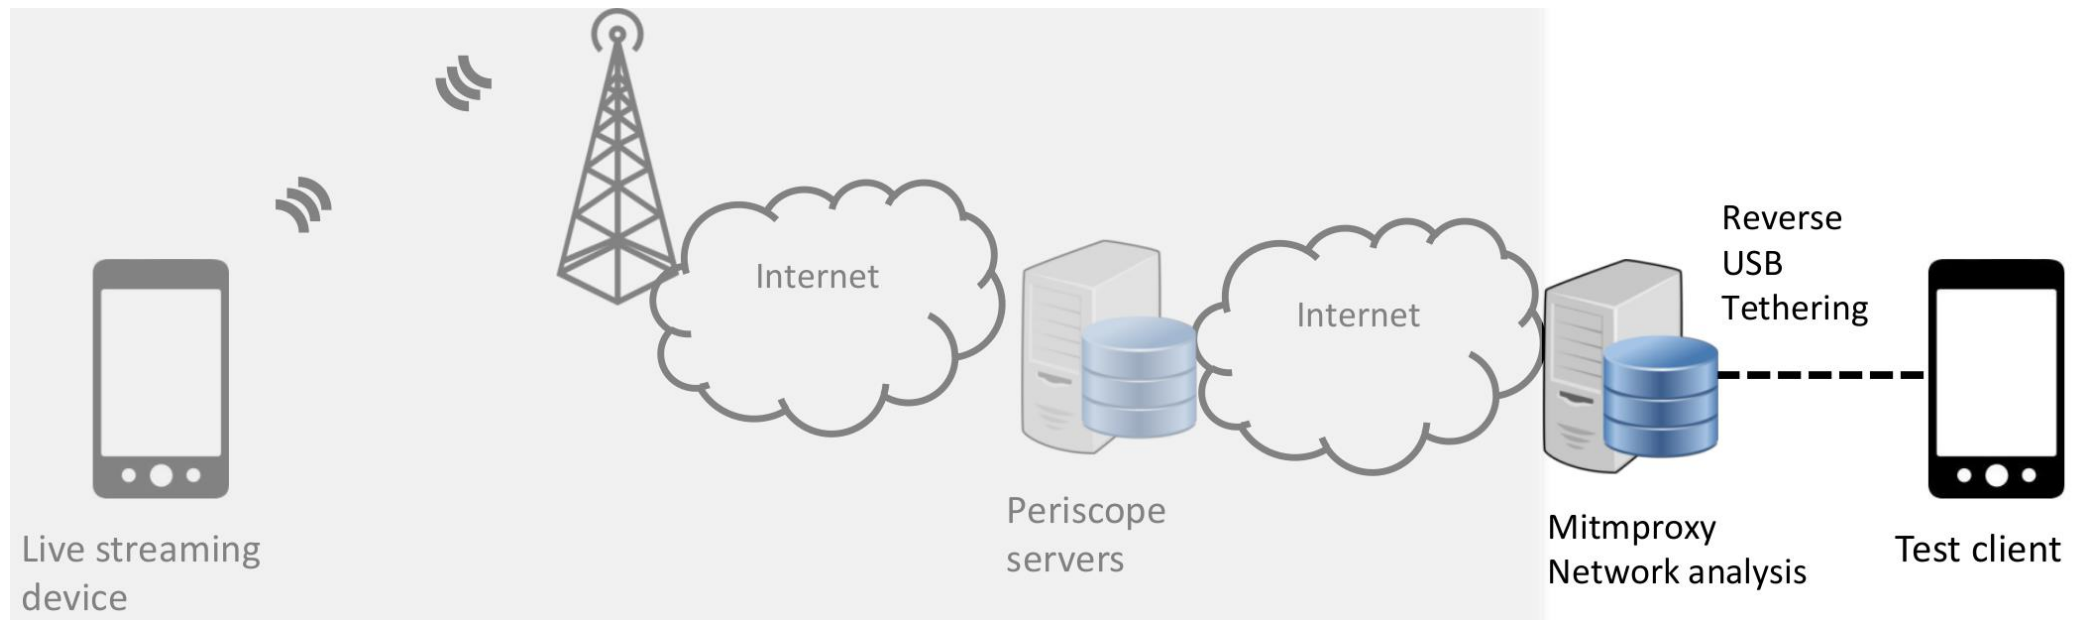 Internet
Internet
Reverse
USB
Tethering
Live streaming
device
Periscope
servers
Mitmproxy
Network analysis
Test client